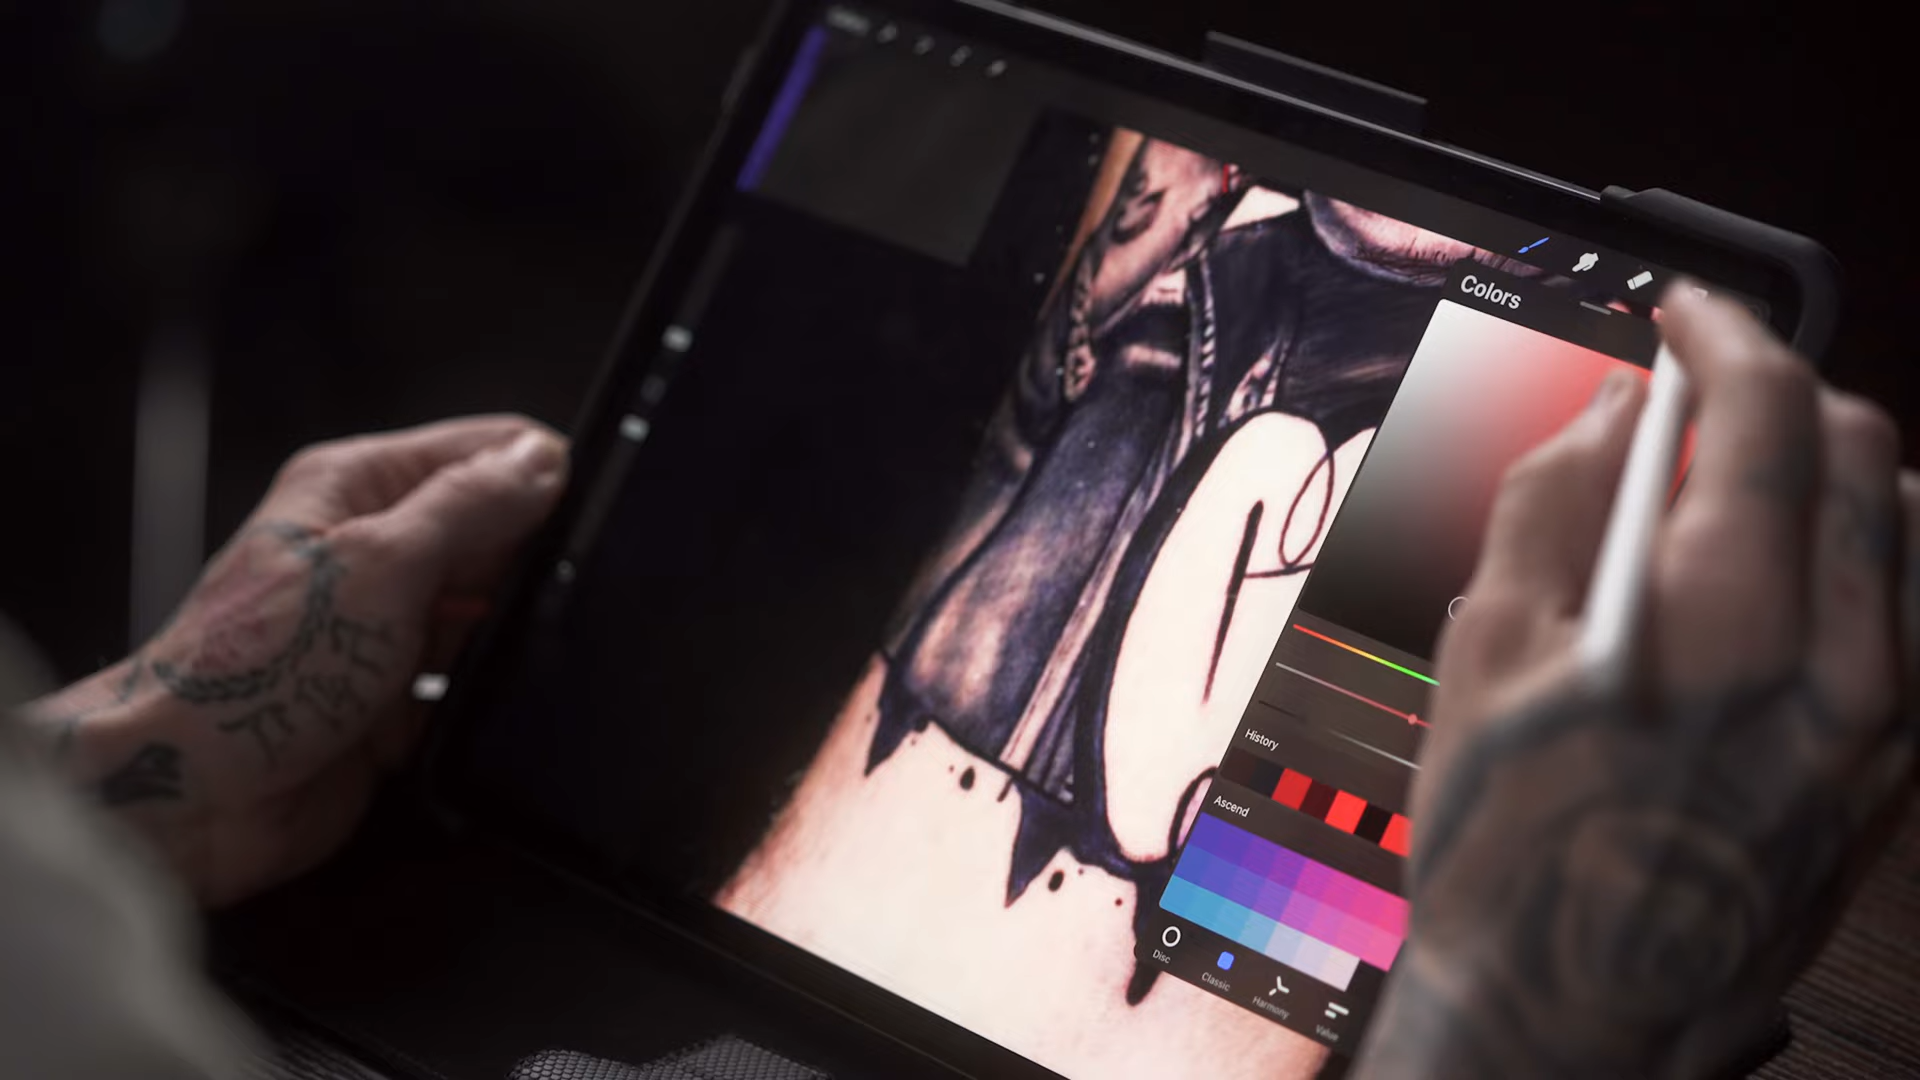 Colors
History
Ascend
Disc
Classic
Harmony
Value